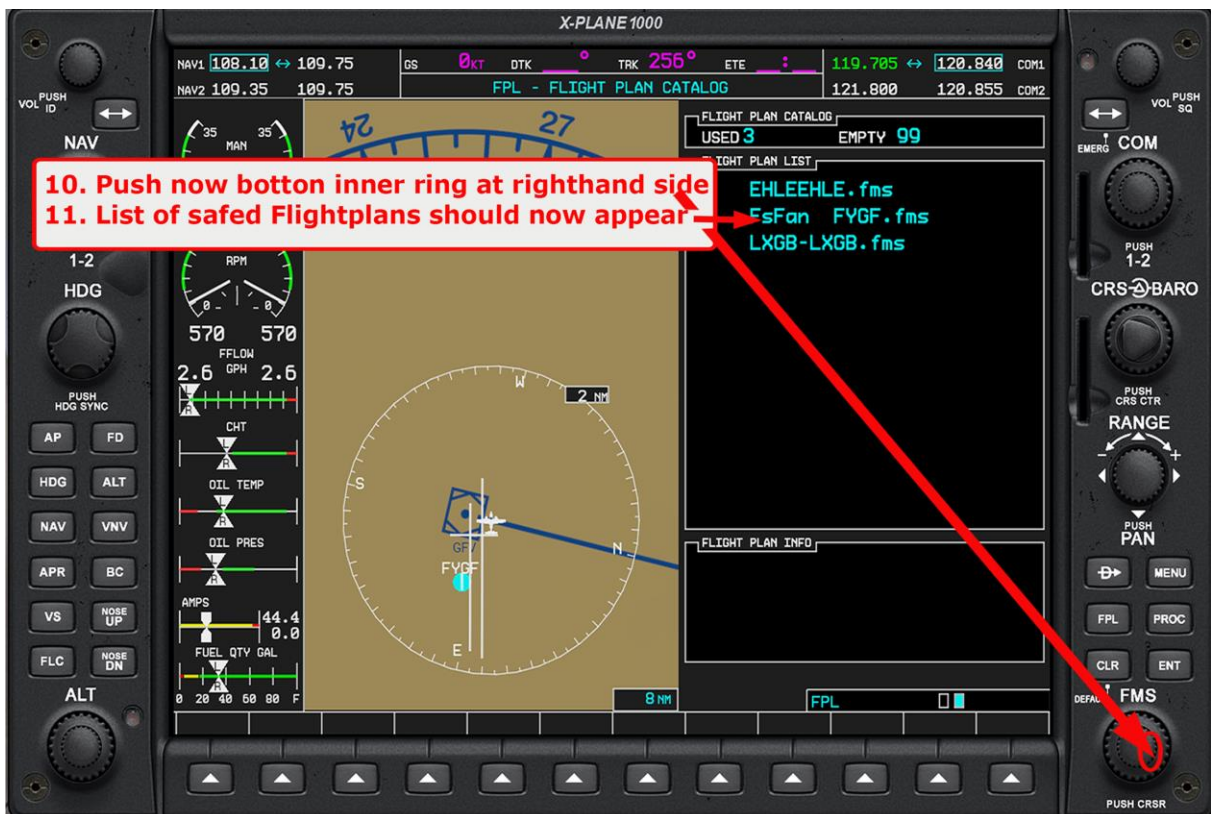 X-PLANE 1000
NAV1 108.10 ↔ 109.75 GS 0KT DTK ___° TRK 256° ETE __:__ 119.705 ↔ 120.840 COM1
NAV2 109.35 109.75 FPL - FLIGHT PLAN CATALOG 121.800 120.855 COM2
VOL PUSH ID
VOL PUSH SQ
NAV
EMERG COM
35 35
MAN
24 27
FLIGHT PLAN CATALOG
USED 3 EMPTY 99
FLIGHT PLAN LIST
10. Push now botton inner ring at righthand side
11. List of safed Flightplans should now appear
EHLEEHLE.fms
FsFan FYGF.fms
LXGB-LXGB.fms
1-2
PUSH
1-2
HDG
CRS BARO
RPM
0 0
570 570
FFLOW
2.6 GPH 2.6
L
R
PUSH
HDG SYNC
PUSH
CRS CTR
RANGE
- +
PUSH
PAN
CHT
L
R
OIL TEMP
L
R
OIL PRES
L
R
AMPS
44.4
0.0
FUEL QTY GAL
L
R
0 20 40 60 80 F
W
2 NM
S
N
GF7
FYGF
E
8 NM
FLIGHT PLAN INFO
FPL
AP FD
HDG ALT
NAV VNV
APR BC
VS NOSE UP
FLC NOSE DN
ALT
D MENU
FPL PROC
CLR ENT
FMS
PUSH CRSR